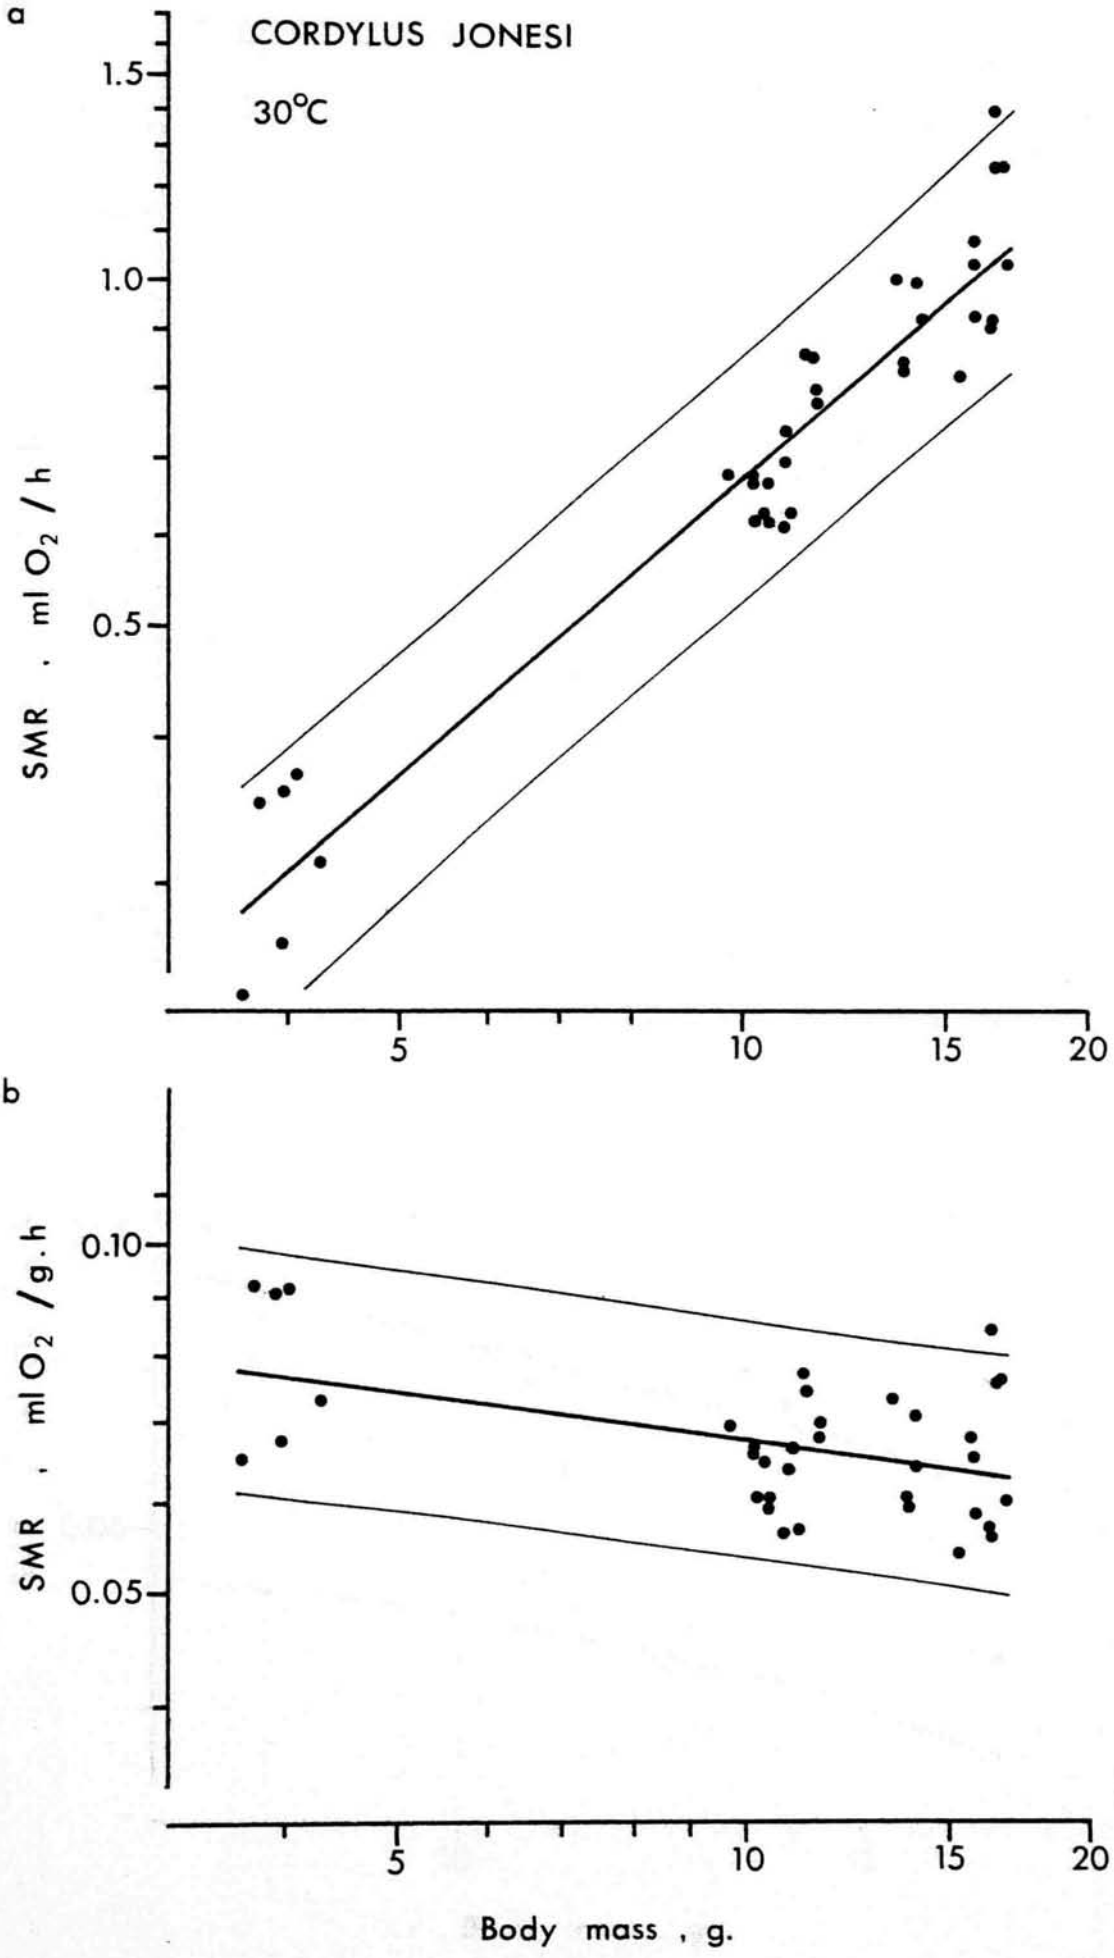 a
CORDYLUS JONESI
30°C
1.5
1.0
0.5
SMR , ml O₂ / h
5 10 15 20
b
0.10
0.05
SMR , ml O₂ /g.h
5 10 15 20
Body mass , g.